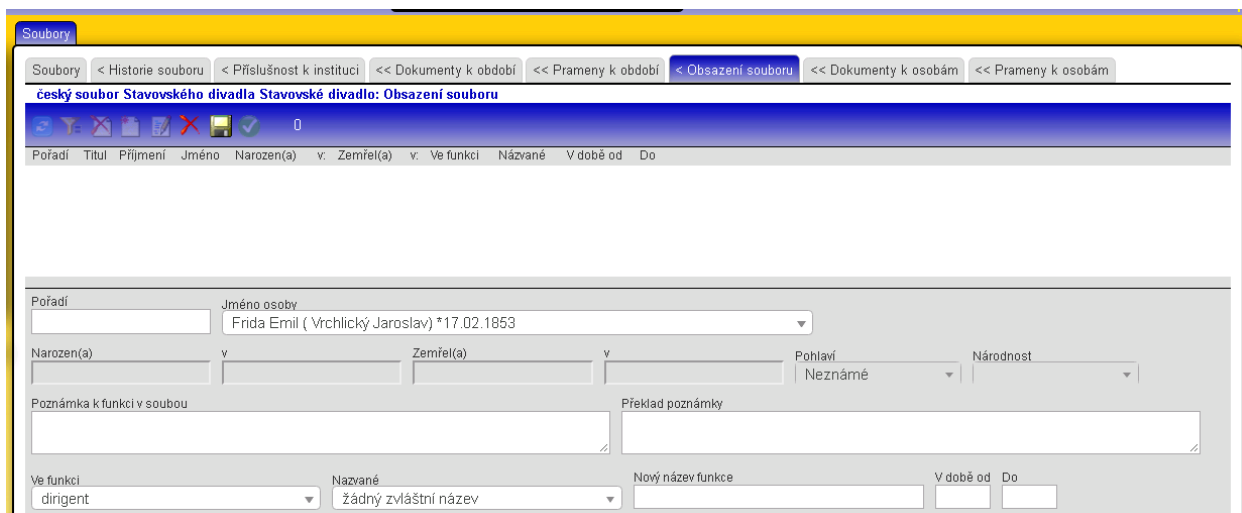 Soubory
Soubory < Historie souboru < Příslušnost k instituci << Dokumenty k období << Prameny k období < Obsazení souboru << Dokumenty k osobám << Prameny k osobám
český soubor Stavovského divadla Stavovské divadlo: Obsazení souboru
0
Pořadí Titul Příjmení Jméno Narozen(a) v: Zemřel(a) v: Ve funkci Názvané V době od Do
Pořadí Jméno osoby
Frida Emil ( Vrchlický Jaroslav) *17.02.1853
Narozen(a) v Zemřel(a) v Pohlaví Národnost
Neznámé
Poznámka k funkci v soubou Překlad poznámky
Ve funkci Nazvané Nový název funkce V době od Do
dirigent žádný zvláštní název